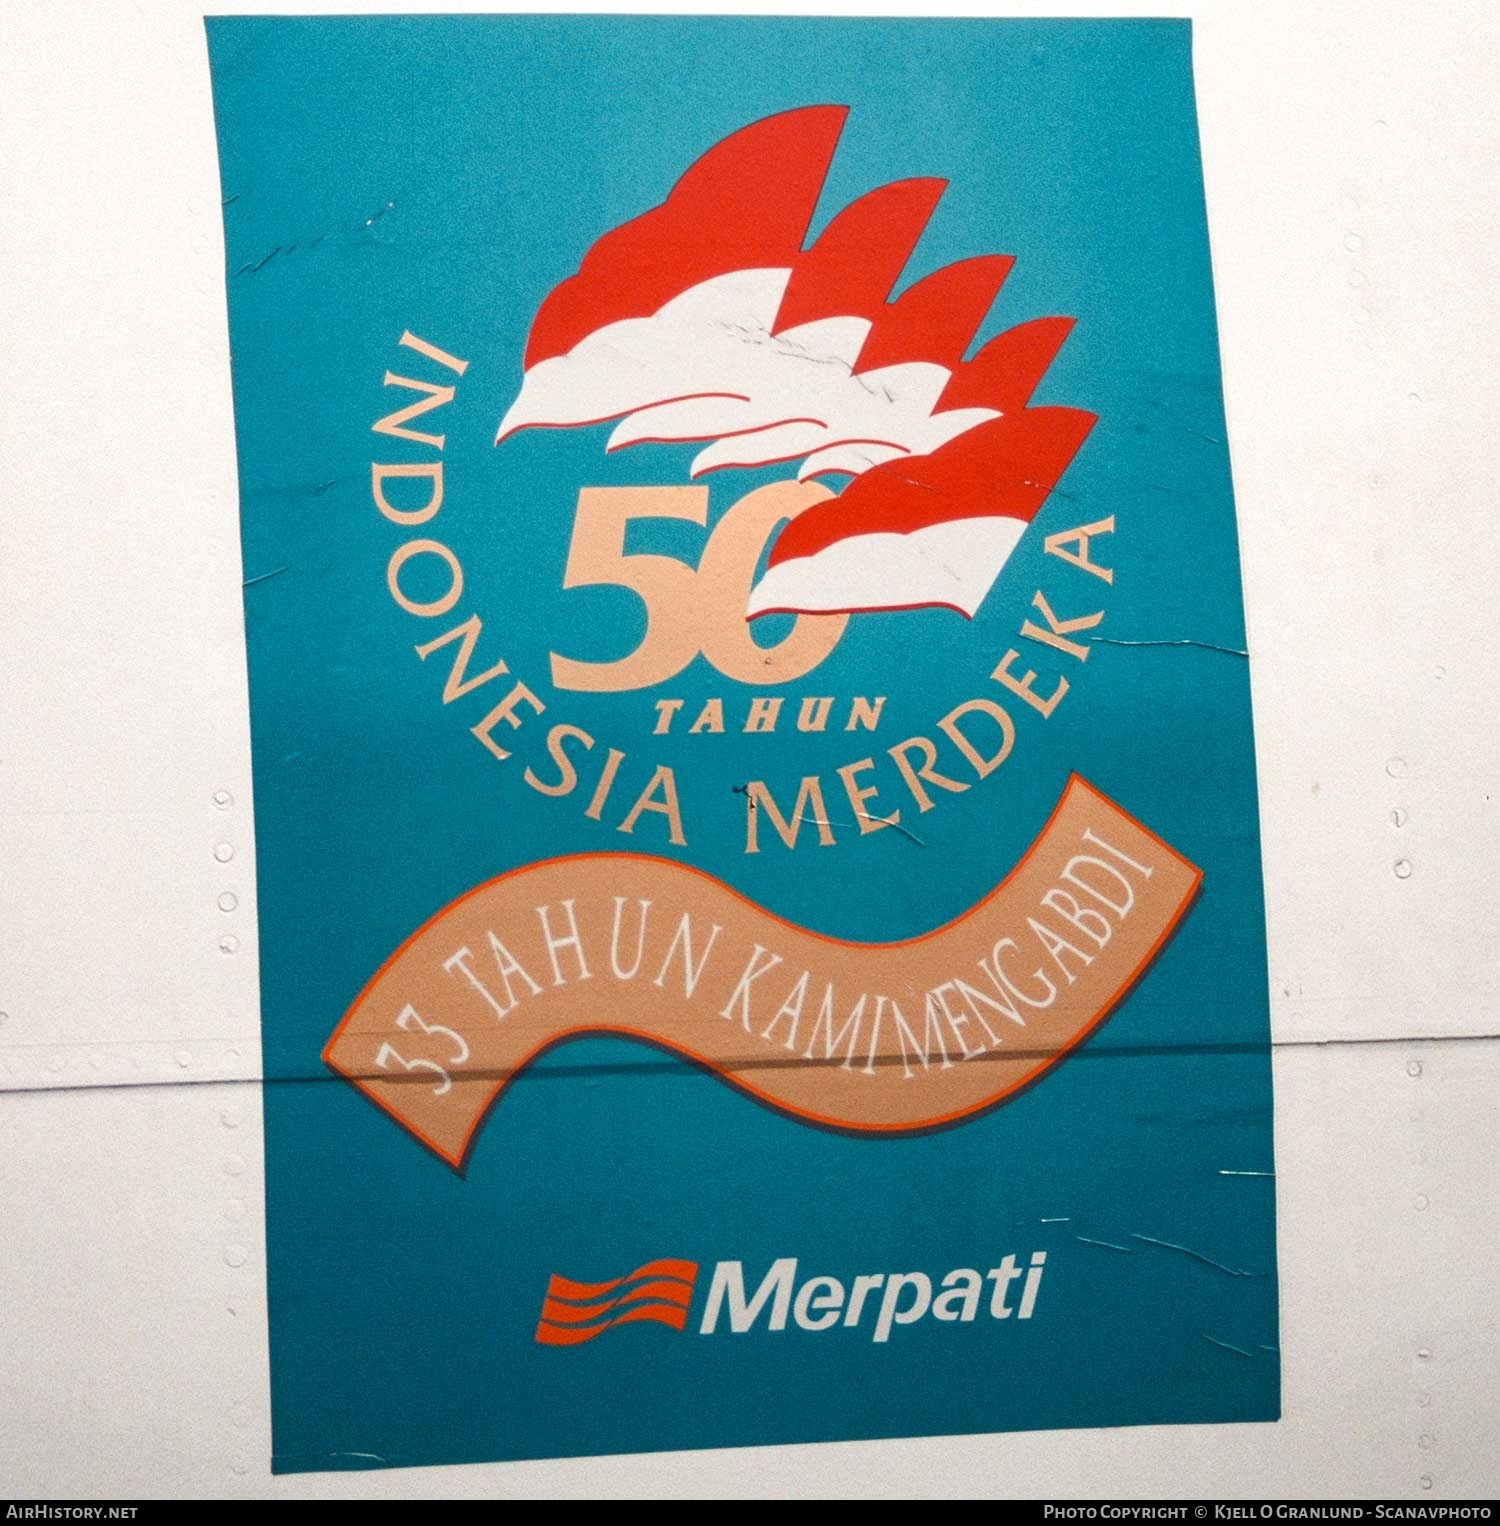 50
TAHUN
INDONESIA MERDEKA
33 TAHUN KAMI MENGABDI
Merpati
AirHistory.net
Photo Copyright © Kjell O Granlund - Scanavphoto